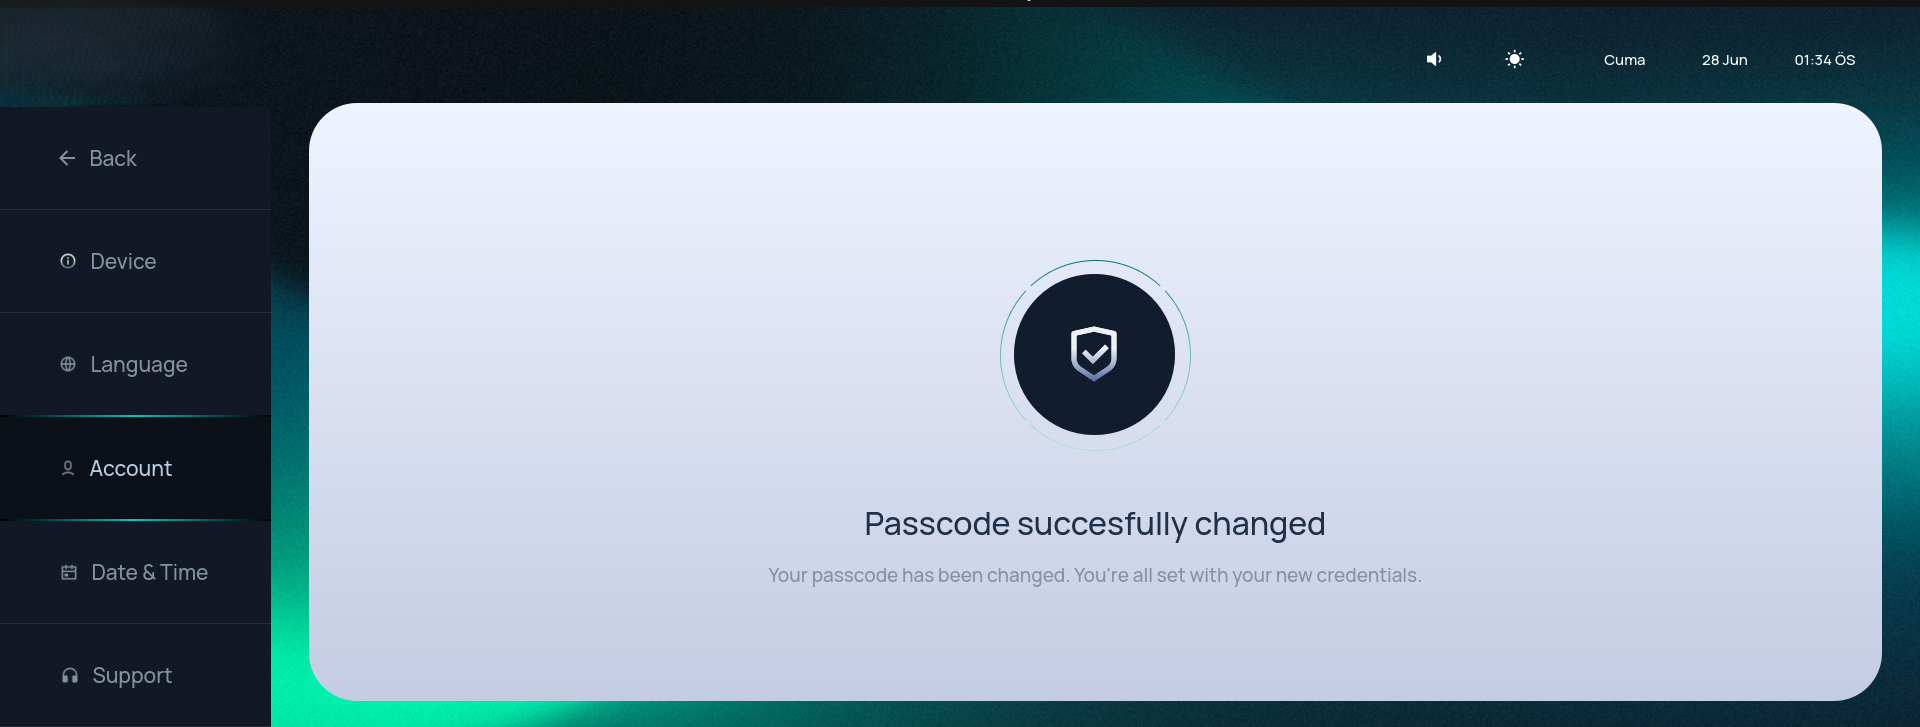 Cuma 28 Jun 01:34 ÖS
Back
Device
Language
Account
Date & Time
Support
Passcode succesfully changed
Your passcode has been changed. You're all set with your new credentials.